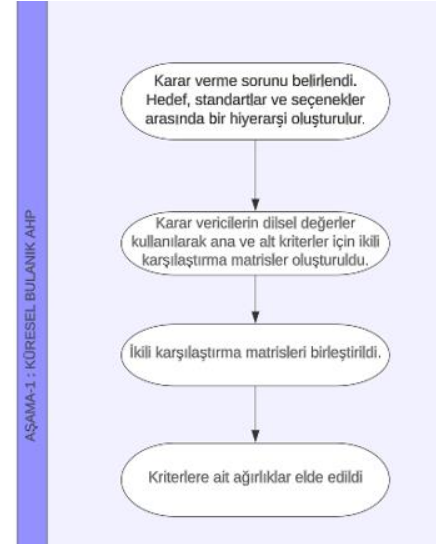 AŞAMA-1 : KÜRESEL BULANIK AHP
Karar verme sorunu belirlendi.
Hedef, standartlar ve seçenekler
arasında bir hiyerarşi oluşturulur.
Karar vericilerin dilsel değerler
kullanılarak ana ve alt kriterler için ikili
karşılaştırma matrisler oluşturuldu.
İkili karşılaştırma matrisleri birleştirildi.
Kriterlere ait ağırlıklar elde edildi